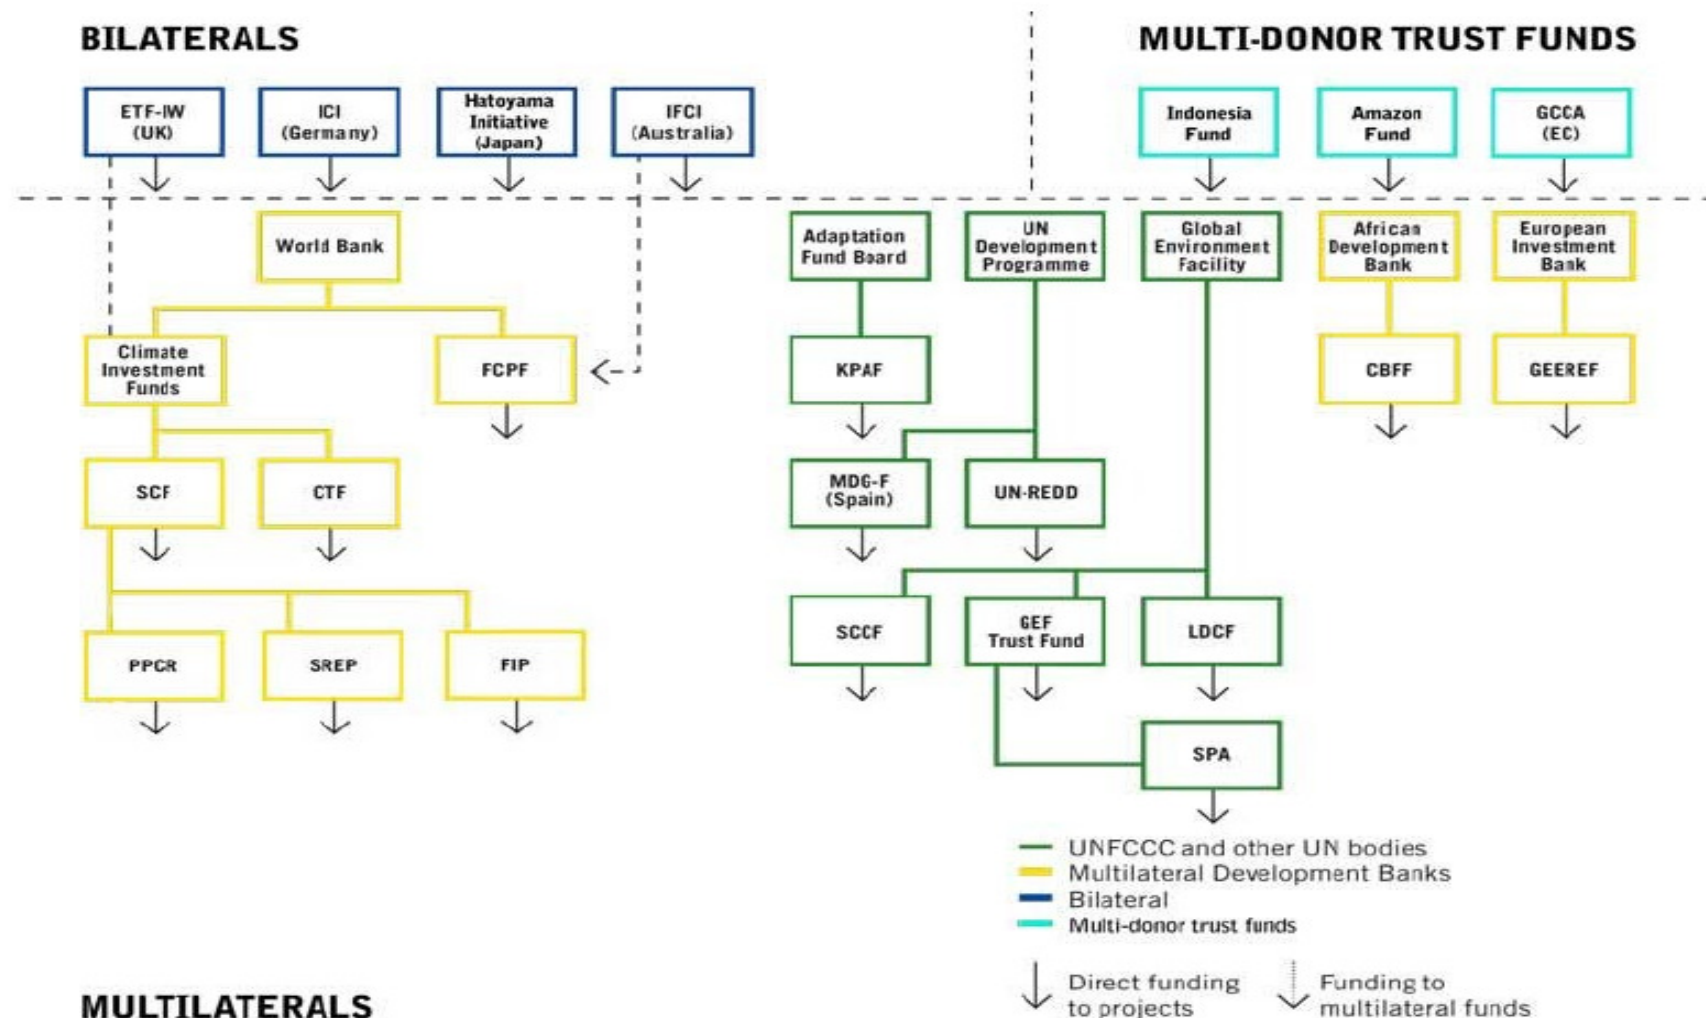 BILATERALS
MULTI-DONOR TRUST FUNDS
ETF-IW
(UK)
ICI
(Germany)
Hatoyama
Initiative
(Japan)
IFCI
(Australia)
Indonesia
Fund
Amazon
Fund
GCCA
(EC)
World Bank
Adaptation
Fund Board
UN
Development
Programme
Global
Environment
Facility
African
Development
Bank
European
Investment
Bank
Climate
Investment
Funds
FCPF
KPAF
CBFF
GEEREF
SCF
CTF
MDG-F
(Spain)
UN-REDD
PPCR
SREP
FIP
SCCF
GEF
Trust Fund
LDCF
SPA
UNFCCC and other UN bodies
Multilateral Development Banks
Bilateral
Multi-donor trust funds
Direct funding
to projects
Funding to
multilateral funds
MULTILATERALS